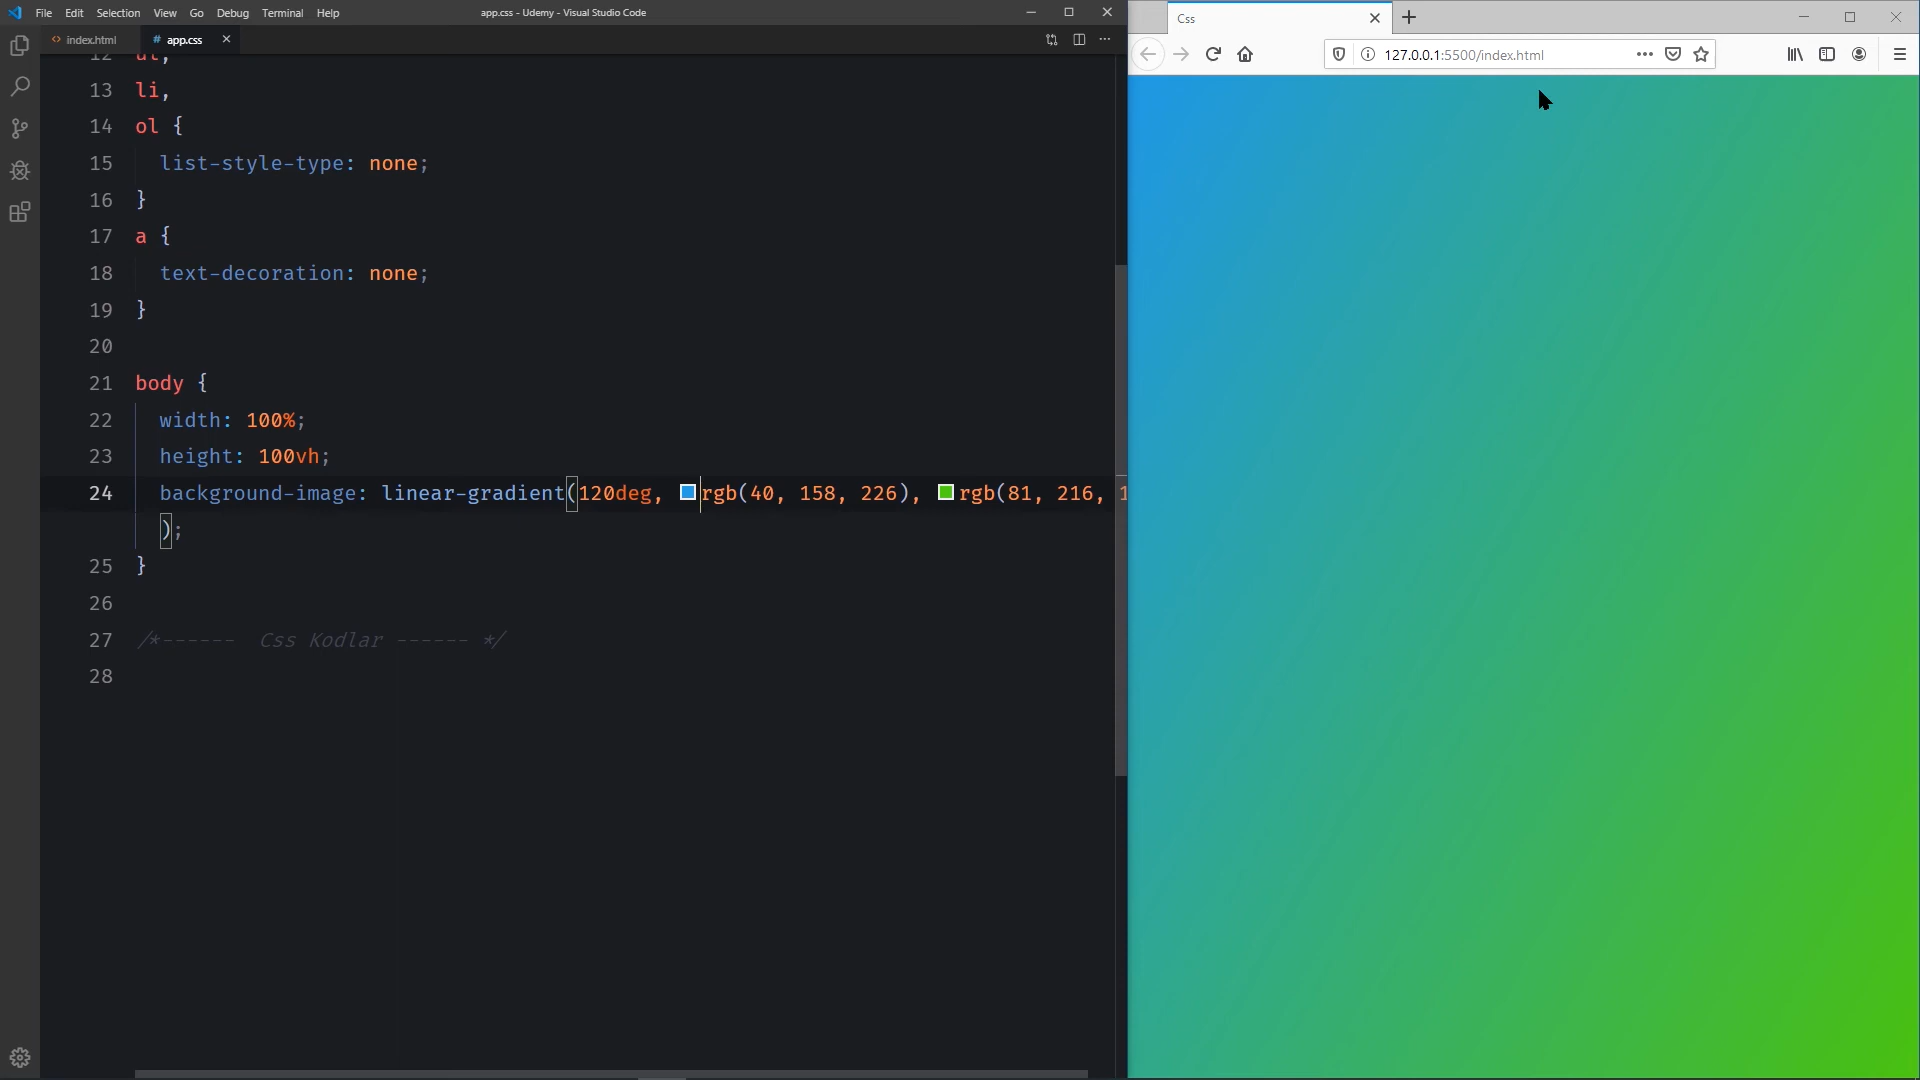 File Edit Selection View Go Debug Terminal Help
app.css - Udemy - Visual Studio Code
index.html
# app.css
13 li,
14 ol {
15 list-style-type: none;
16 }
17 a {
18 text-decoration: none;
19 }
20
21 body {
22 width: 100%;
23 height: 100vh;
24 background-image: linear-gradient(120deg, rgb(40, 158, 226), rgb(81, 216,
);
25 }
26
27 /*------ Css Kodlar ------ */
28
Css
127.0.0.1:5500/index.html